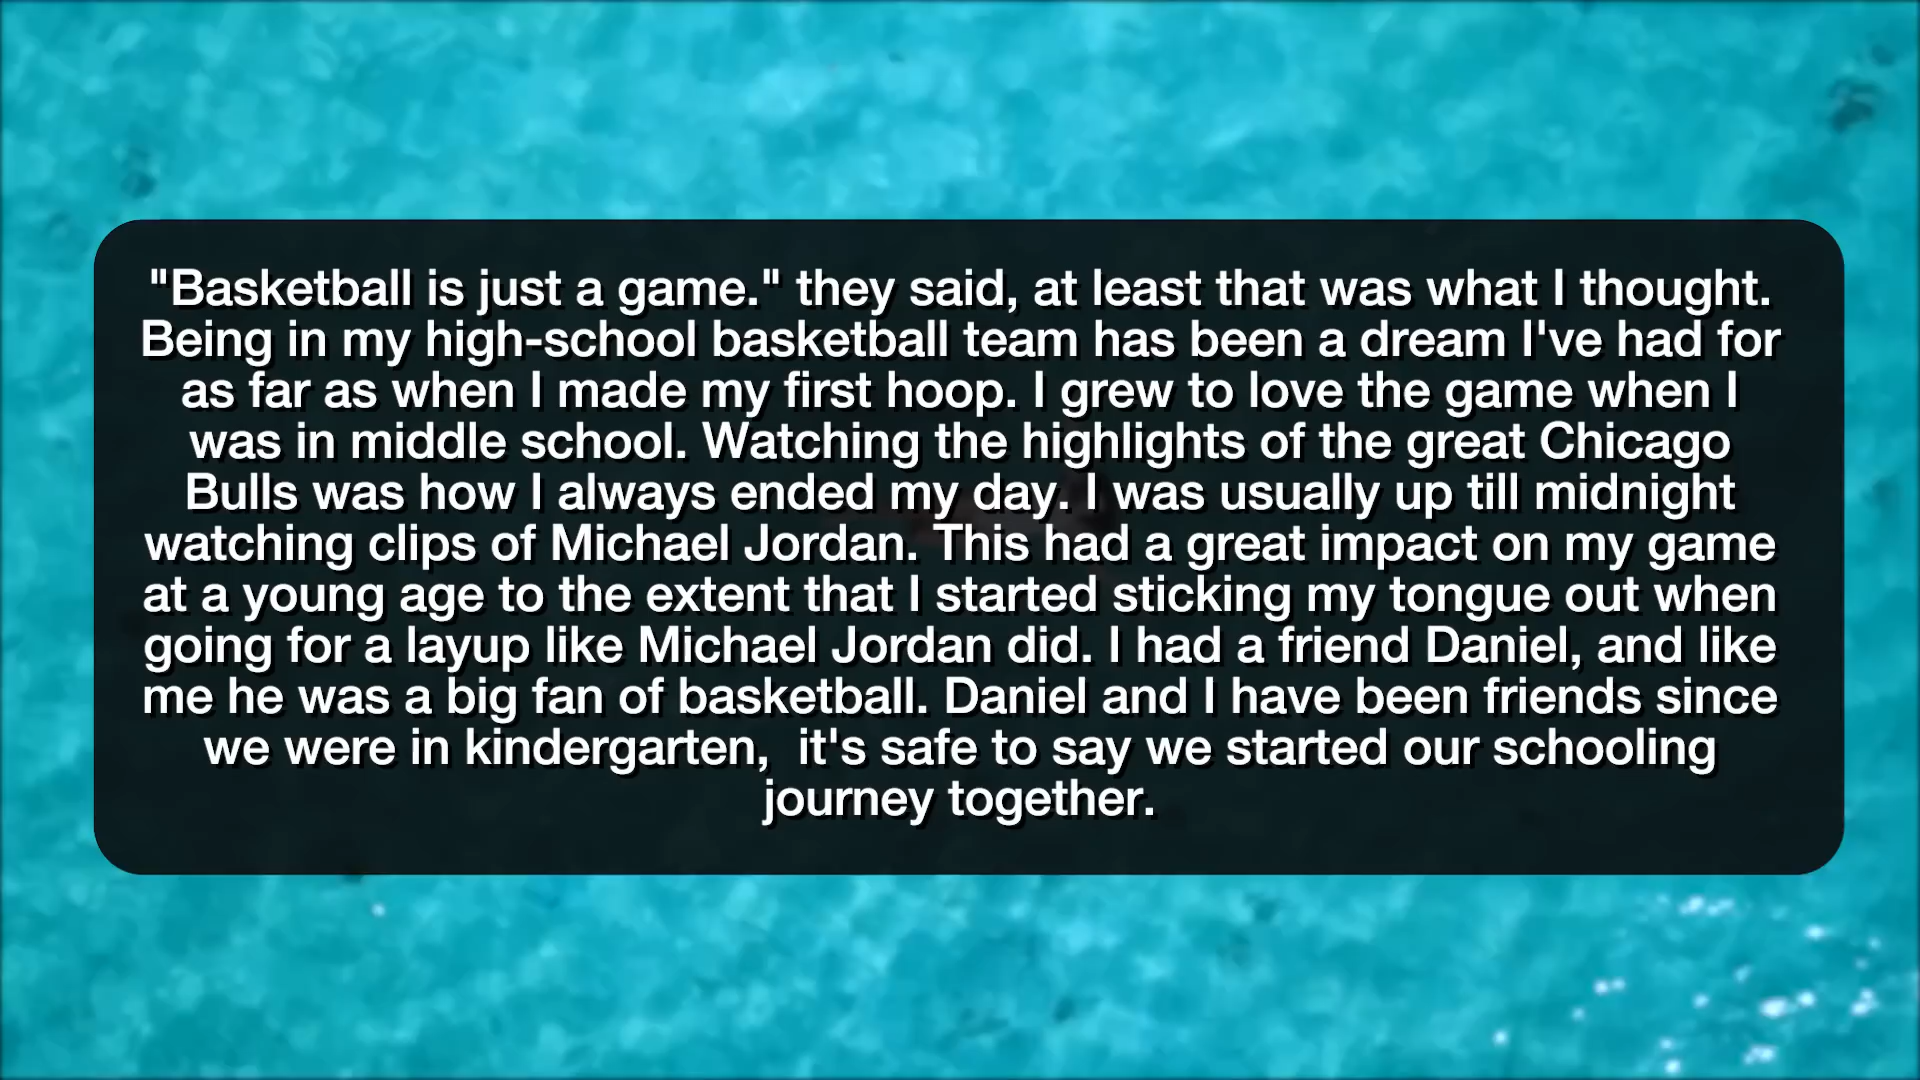 "Basketball is just a game." they said, at least that was what I thought.
Being in my high-school basketball team has been a dream I've had for
as far as when I made my first hoop. I grew to love the game when I
was in middle school. Watching the highlights of the great Chicago
Bulls was how I always ended my day. I was usually up till midnight
watching clips of Michael Jordan. This had a great impact on my game
at a young age to the extent that I started sticking my tongue out when
going for a layup like Michael Jordan did. I had a friend Daniel, and like
me he was a big fan of basketball. Daniel and I have been friends since
we were in kindergarten,  it's safe to say we started our schooling
journey together.